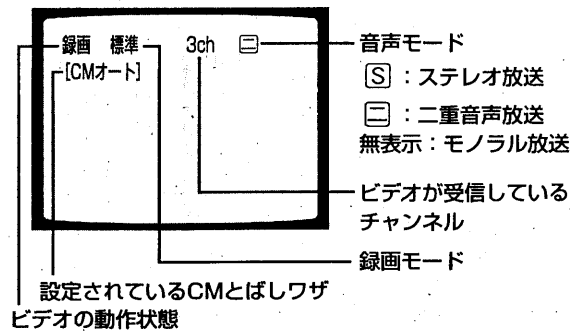 録画 標準 3ch 二
[CMオート]
音声モード
S：ステレオ放送
二：二重音声放送
無表示：モノラル放送
ビデオが受信している
チャンネル
録画モード
設定されているCMとばしワザ
ビデオの動作状態